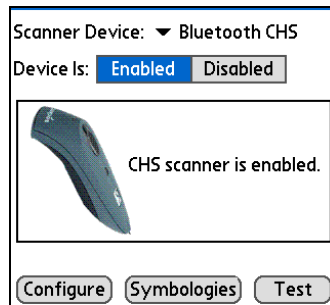 Scanner Device: Bluetooth CHS
Device Is: Enabled Disabled
CHS scanner is enabled.
Configure Symbologies Test